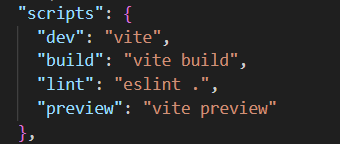 "scripts": {
"dev": "vite",
"build": "vite build",
"lint": "eslint .",
"preview": "vite preview"
},